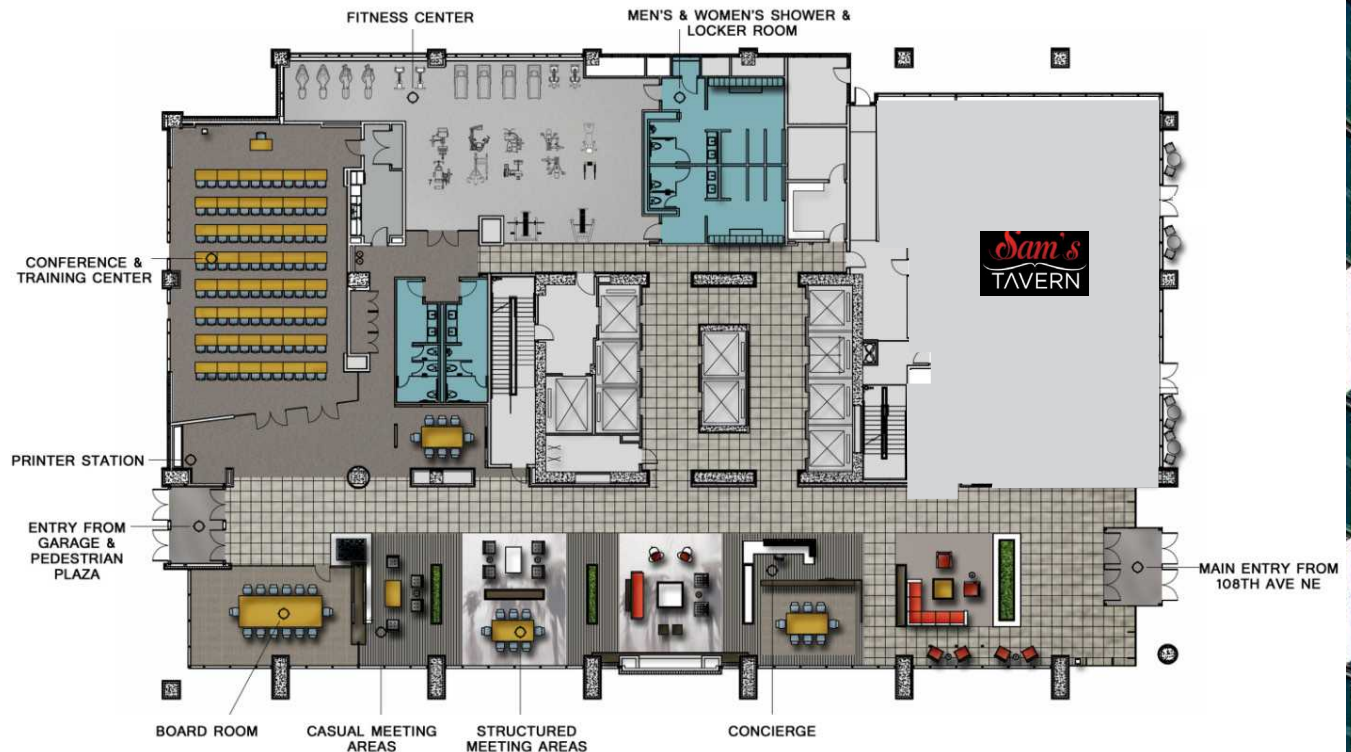 FITNESS CENTER
MEN'S & WOMEN'S SHOWER &
LOCKER ROOM
Sam's
TAVERN
CONFERENCE &
TRAINING CENTER
PRINTER STATION
ENTRY FROM
GARAGE &
PEDESTRIAN
PLAZA
MAIN ENTRY FROM
108TH AVE NE
BOARD ROOM
CASUAL MEETING
AREAS
STRUCTURED
MEETING AREAS
CONCIERGE